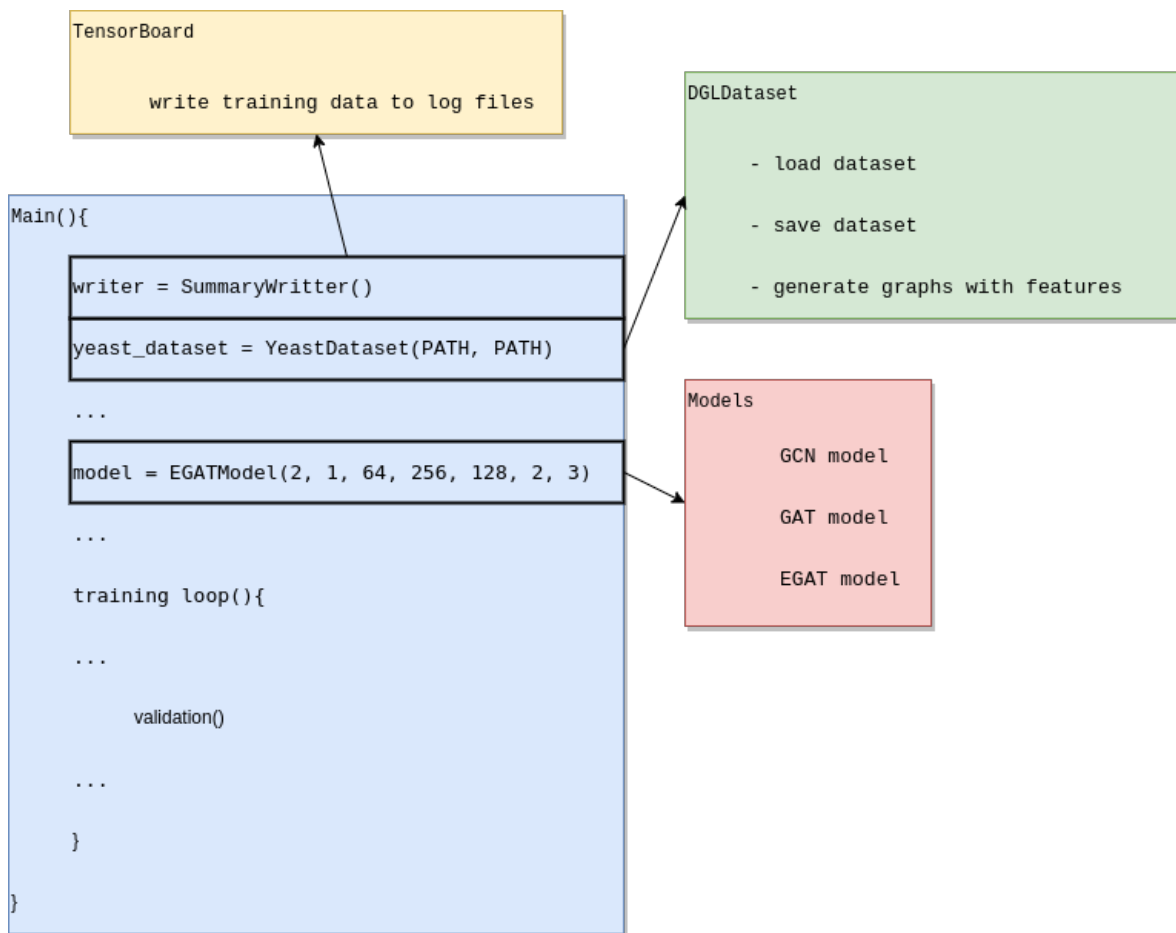 TensorBoard
write training data to log files
DGLDataset
- load dataset
- save dataset
- generate graphs with features
Main(){
writer = SummaryWritter()
yeast_dataset = YeastDataset(PATH, PATH)
...
model = EGATModel(2, 1, 64, 256, 128, 2, 3)
...
training loop(){
...
validation()
...
}
}
Models
GCN model
GAT model
EGAT model